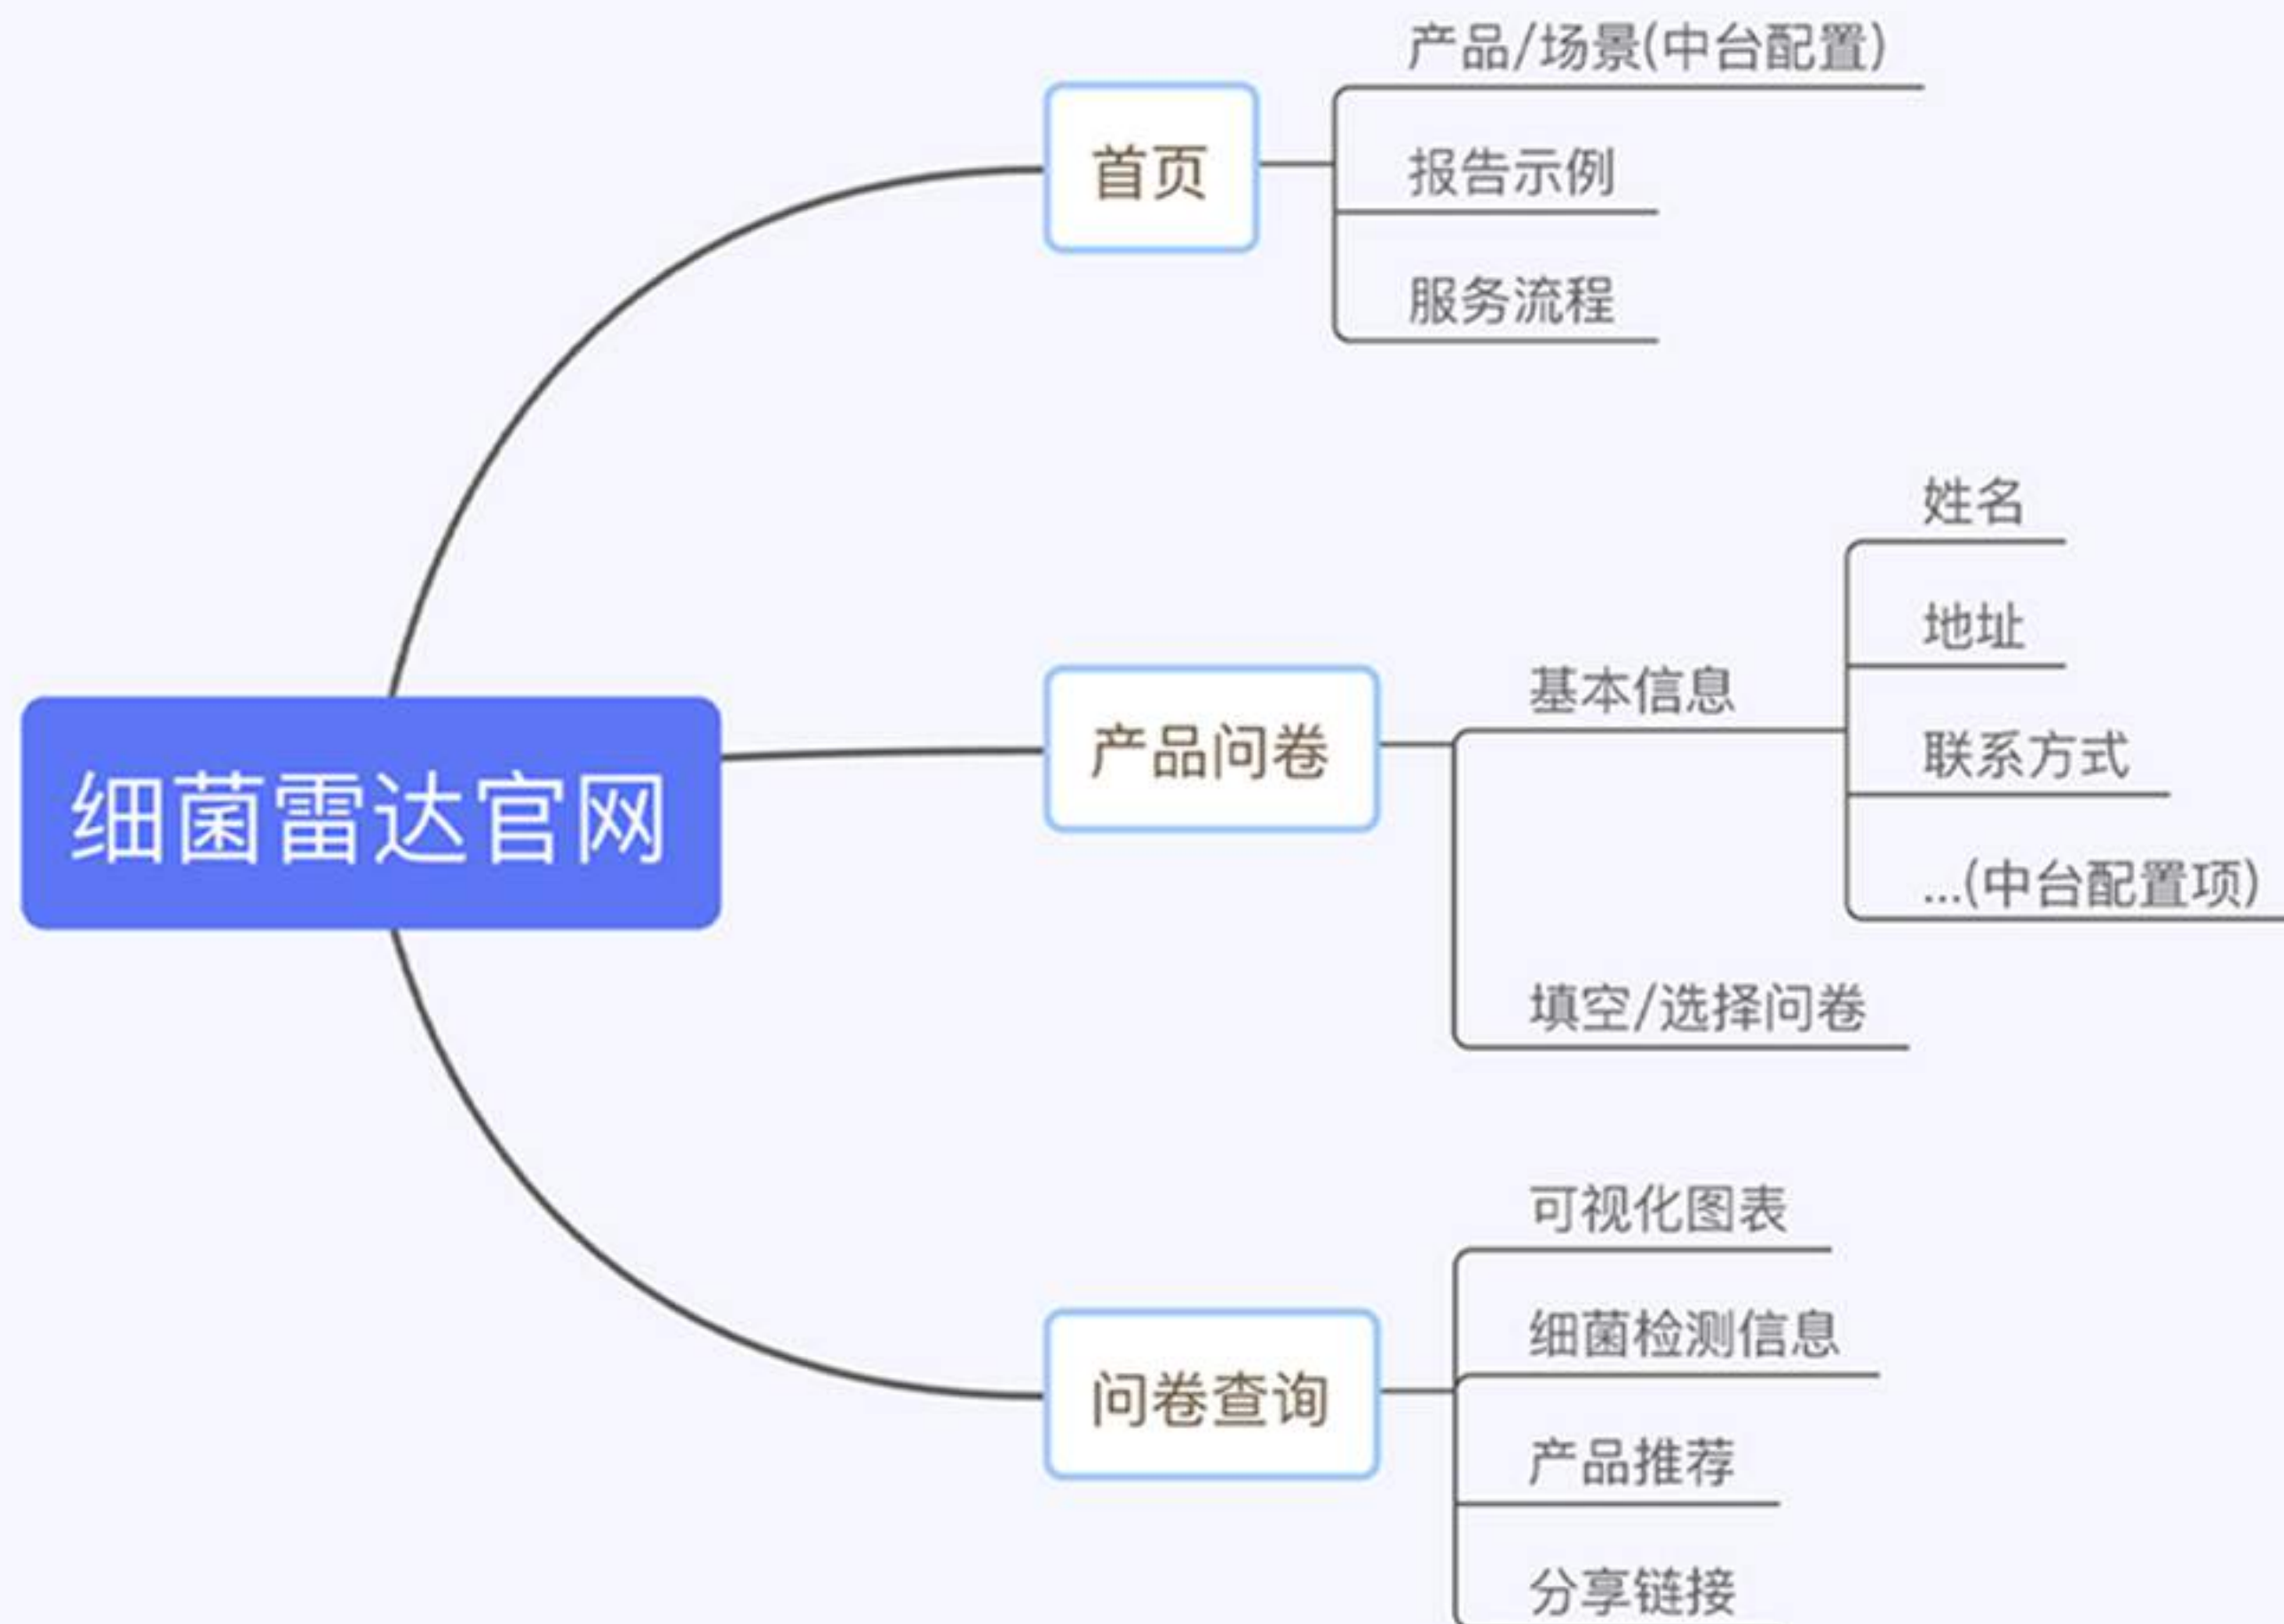 细菌雷达官网
首页
产品/场景(中台配置)
报告示例
服务流程
产品问卷
基本信息
姓名
地址
联系方式
...(中台配置项)
填空/选择问卷
问卷查询
可视化图表
细菌检测信息
产品推荐
分享链接